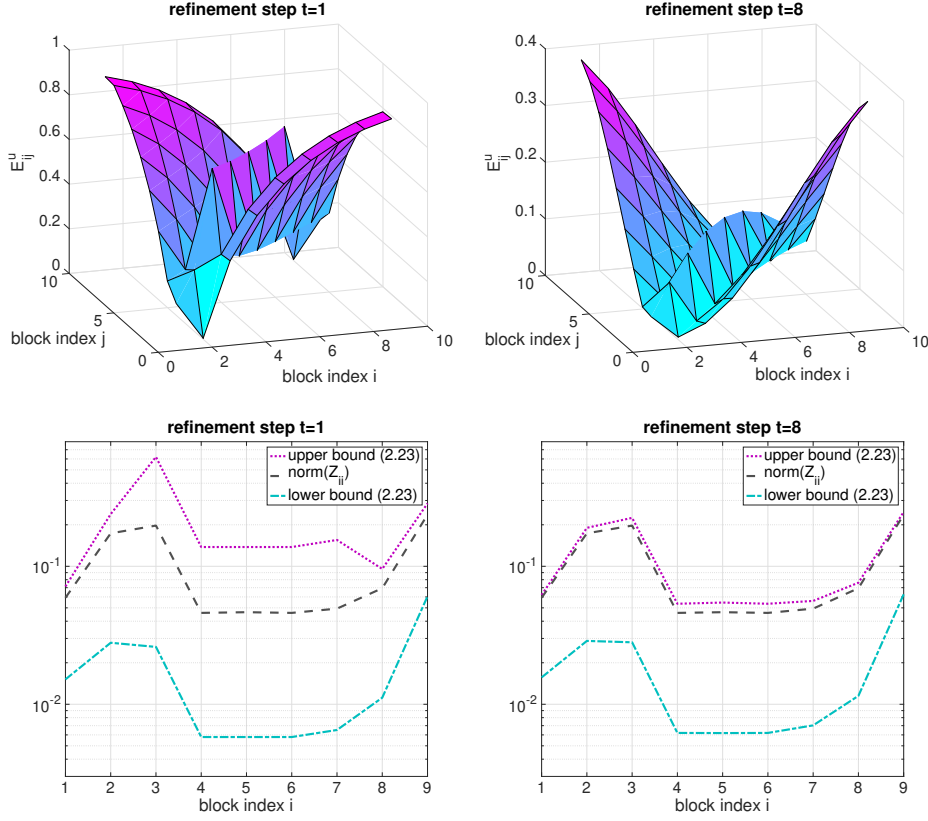 refinement step t=1
1
0.8
0.6
0.4
0.2
0
E^u_ij
10
5
0
block index j
0
2
4
6
8
10
block index i
refinement step t=8
0.4
0.3
0.2
0.1
0
E^u_ij
10
5
0
block index j
0
2
4
6
8
10
block index i
refinement step t=1
upper bound (2.23)
norm(Z_ii)
lower bound (2.23)
10^-1
10^-2
1 2 3 4 5 6 7 8 9
block index i
refinement step t=8
upper bound (2.23)
norm(Z_ii)
lower bound (2.23)
10^-1
10^-2
1 2 3 4 5 6 7 8 9
block index i